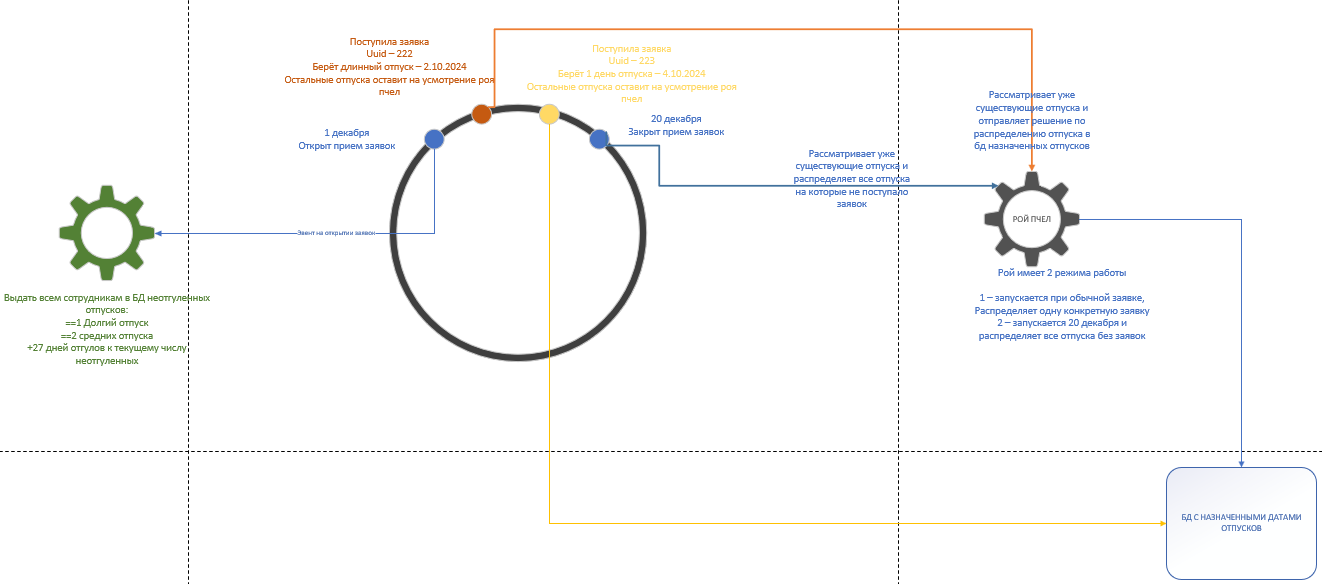 Поступила заявка
Uuid – 222
Берёт длинный отпуск – 2.10.2024
Остальные отпуска оставит на усмотрение роя
пчел
Поступила заявка
Uuid – 223
Берёт 1 день отпуска – 4.10.2024
Остальные отпуска оставит на усмотрение роя
пчел
1 декабря
Открыт прием заявок
20 декабря
Закрыт прием заявок
Рассматривает уже
существующие отпуска и
отправляет решение по
распределению отпуска в
бд назначенных отпусков
Рассматривает уже
существующие отпуска и
распределяет все отпуска
на которые не поступало
заявок
РОЙ ПЧЕЛ
Эвент на открытии заявок
Рой имеет 2 режима работы
1 – запускается при обычной заявке,
Распределяет одну конкретную заявку
2 – запускается 20 декабря и
распределяет все отпуска без заявок
Выдать всем сотрудникам в БД неотгуленных
отпусков:
==1 Долгий отпуск
==2 средних отпуска
+27 дней отгулов к текущему числу
неотгуленных
БД С НАЗНАЧЕННЫМИ ДАТАМИ
ОТПУСКОВ